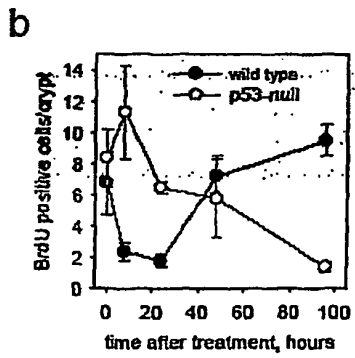 b
14
12
10
8
6
4
2
0
BrdU positive cells/crypt
wild type
p53-null
0 20 40 60 80 100
time after treatment, hours